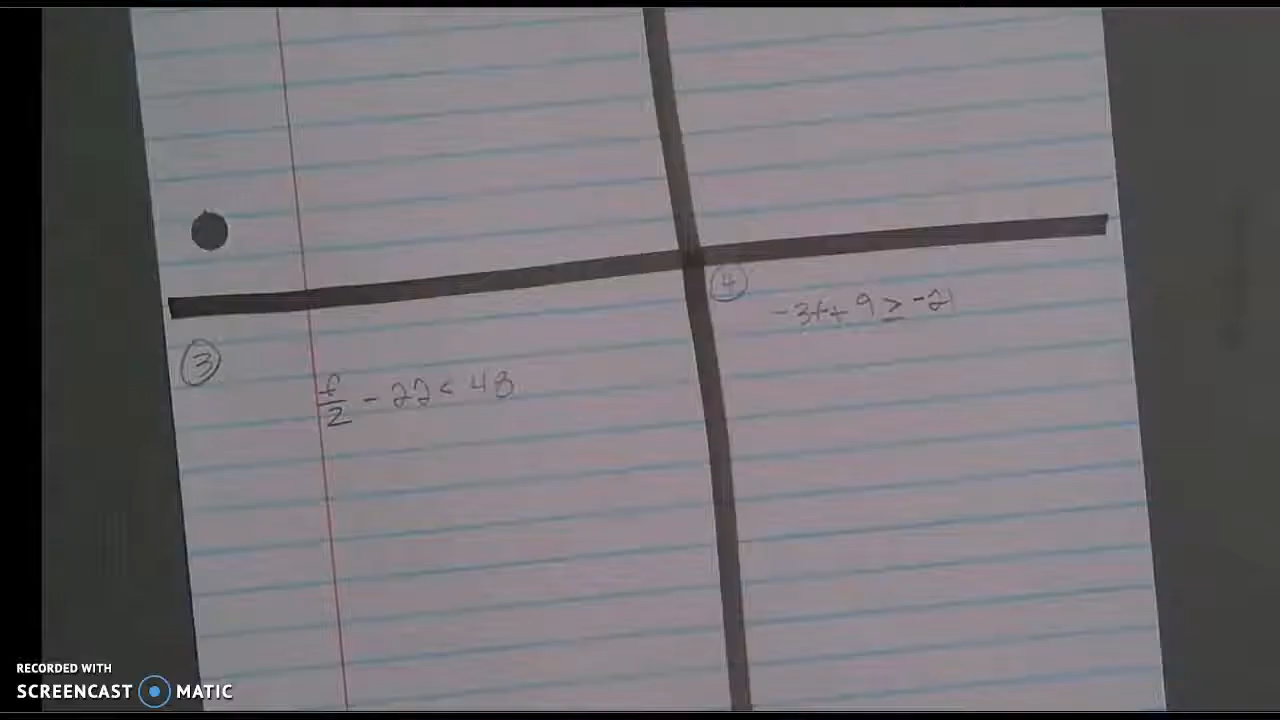 ④
-3f + 9 ≥ -21
③
f/2 - 22 < 48
RECORDED WITH
SCREENCAST MATIC